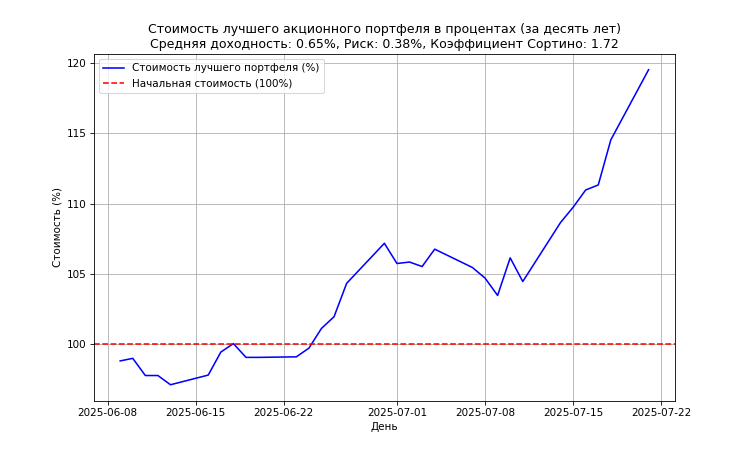 Стоимость лучшего акционного портфеля в процентах (за десять лет)
Средняя доходность: 0.65%, Риск: 0.38%, Коэффициент Сортино: 1.72
Стоимость лучшего портфеля (%)
Начальная стоимость (100%)
Стоимость (%)
120
115
110
105
100
2025-06-08 2025-06-15 2025-06-22 2025-07-01 2025-07-08 2025-07-15 2025-07-22
День